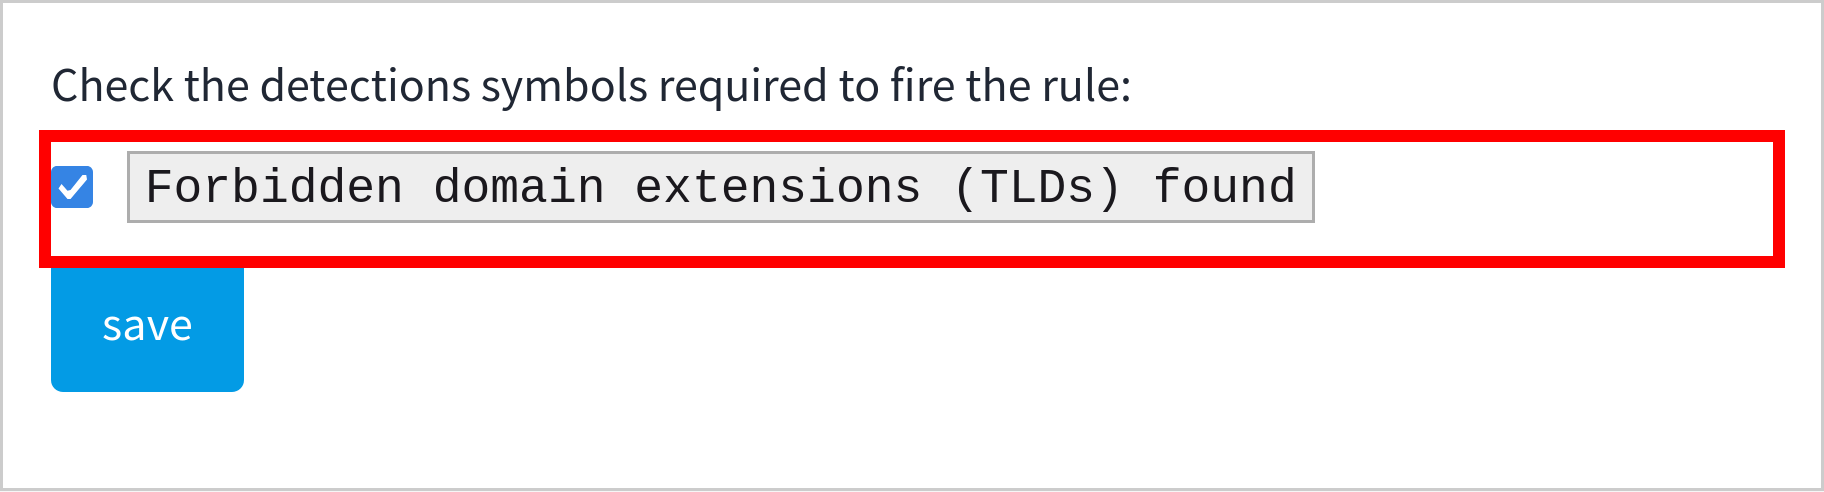 Check the detections symbols required to fire the rule:
Forbidden domain extensions (TLDs) found
save